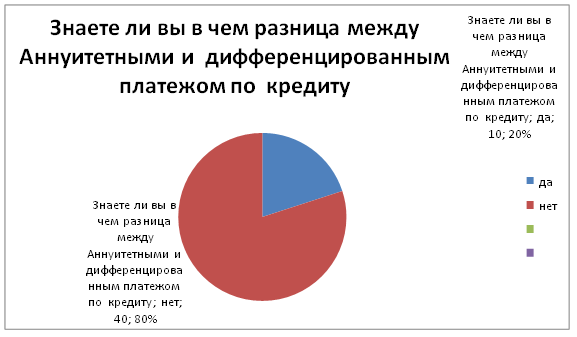 Знаете ли вы в чем разница между
Аннуитетными и дифференцированным
платежом по кредиту
Знаете ли вы в
чем разница
между
Аннуитетными и
дифференцирова
нным платежом
по кредиту; да;
10; 20%
да
нет
Знаете ли вы в
чем разница
между
Аннуитетными и
дифференцирова
нным платежом
по кредиту; нет;
40; 80%